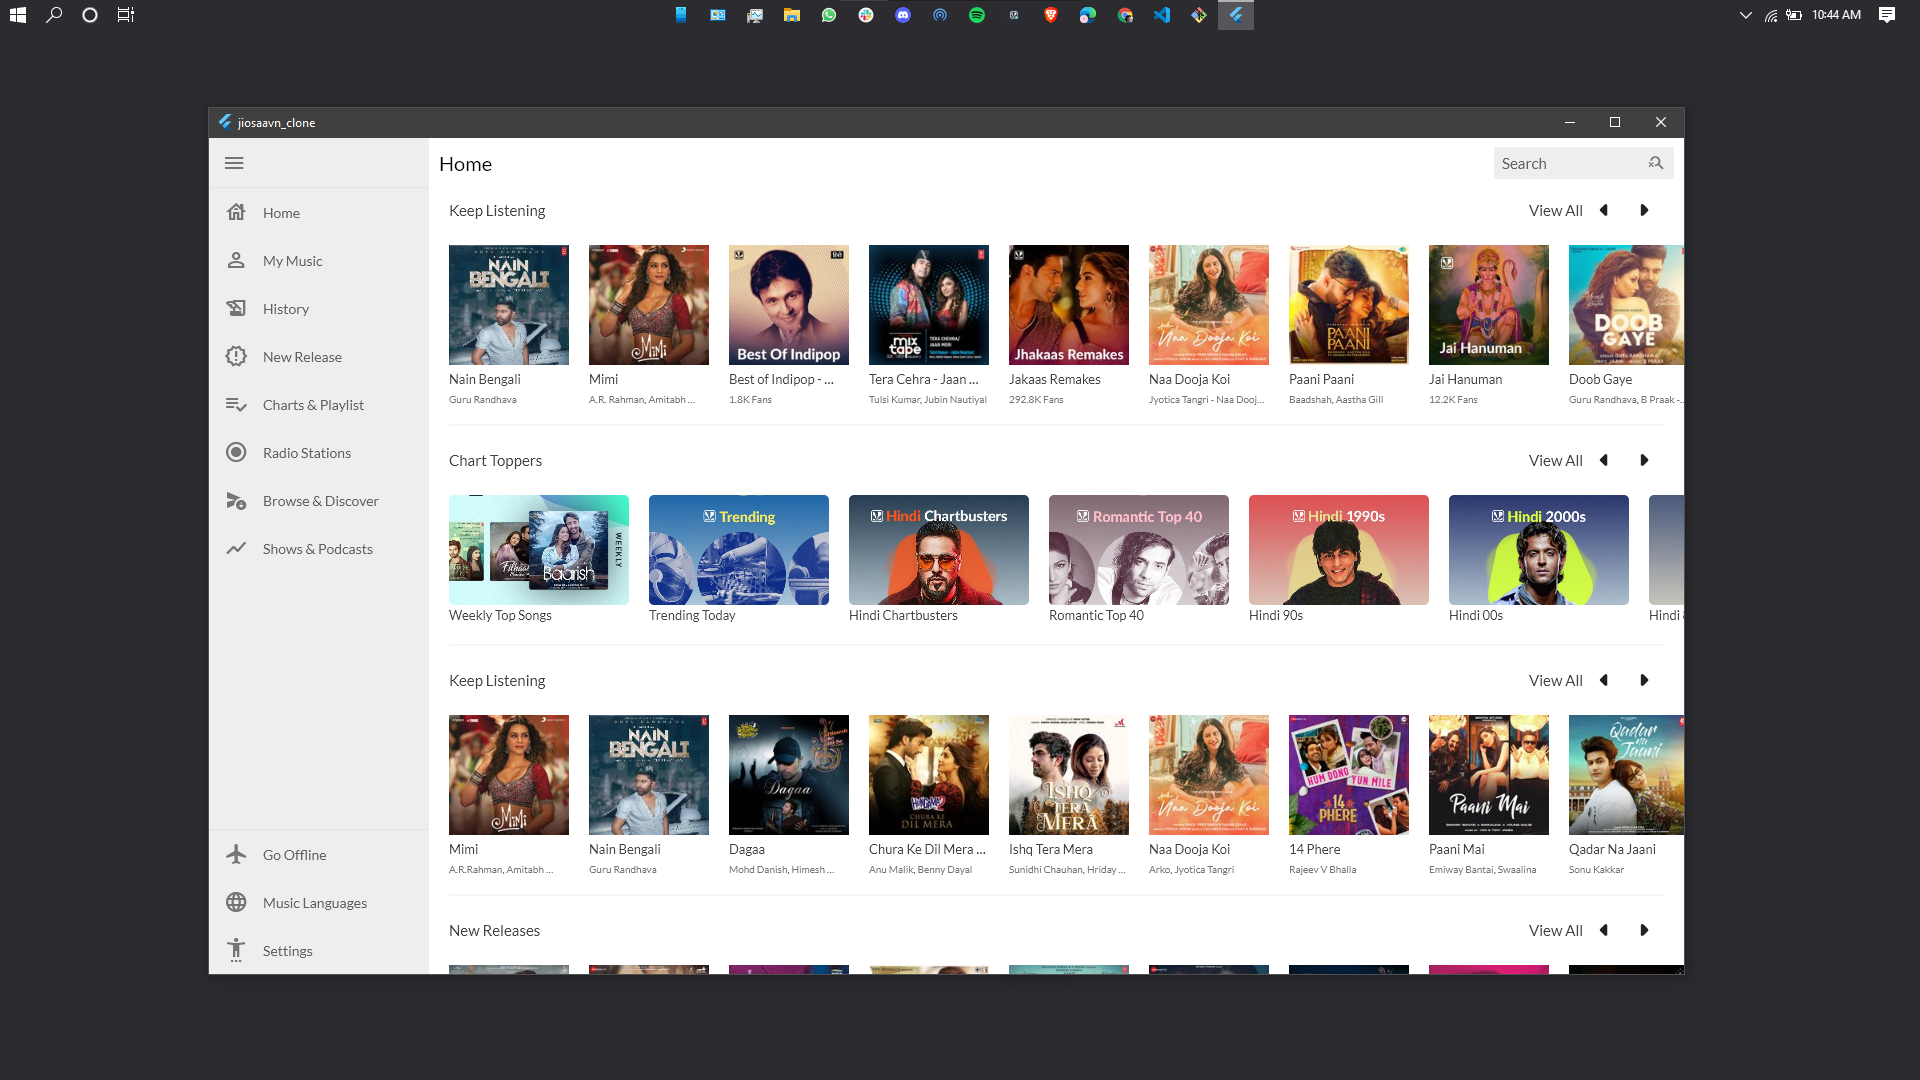 10:44 AM
jiosaavn_clone
Home
Search
Home
My Music
History
New Release
Charts & Playlist
Radio Stations
Browse & Discover
Shows & Podcasts
Go Offline
Music Languages
Settings
Keep Listening
View All
NAIN BENGALI
Mimi
Best Of Indipop
mix tape
TERA CHEHRA/
JAAN MERI
Jhakaas Remakes
Naa Dooja Koi
PAANI PAANI
Jai Hanuman
DOOB GAYE
Nain Bengali
Mimi
Best of Indipop - ...
Tera Cehra - Jaan ...
Jakaas Remakes
Naa Dooja Koi
Paani Paani
Jai Hanuman
Doob Gaye
Guru Randhava
A.R. Rahman, Amitabh ...
1.8K Fans
Tulsi Kumar, Jubin Nautiyal
292.8K Fans
Jyotica Tangri - Naa Dooj...
Baadshah, Aastha Gill
12.2K Fans
Guru Randhava, B Praak -...
Chart Toppers
View All
Baarish
WEEKLY
Trending
Hindi Chartbusters
Romantic Top 40
Hindi 1990s
Hindi 2000s
Weekly Top Songs
Trending Today
Hindi Chartbusters
Romantic Top 40
Hindi 90s
Hindi 00s
Hindi
Keep Listening
View All
Mimi
NAIN BENGALI
Dagaa
CHURA KE
DIL MERA
ISHQ
TERA
MERA
Naa Dooja Koi
HUM DONO
YUN MILE
14
PHERE
Paani Mai
Qadar
na
Jaani
Mimi
Nain Bengali
Dagaa
Chura Ke Dil Mera ...
Ishq Tera Mera
Naa Dooja Koi
14 Phere
Paani Mai
Qadar Na Jaani
A.R.Rahman, Amitabh ...
Guru Randhava
Mohd Danish, Himesh ...
Anu Malik, Benny Dayal
Sunidhi Chauhan, Hriday ...
Arko, Jyotica Tangri
Rajeev V Bhalla
Emiway Bantai, Swaalina
Sonu Kakkar
New Releases
View All